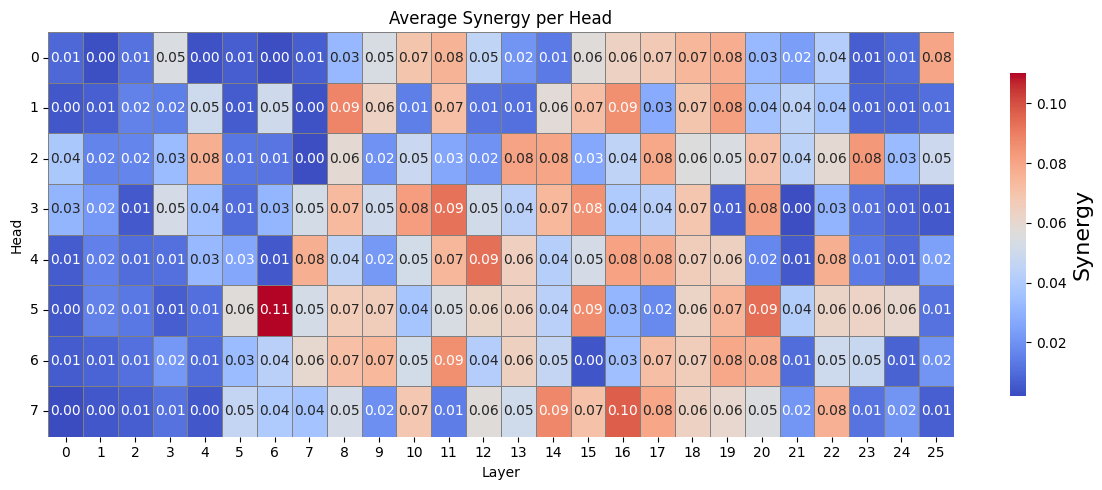 Average Synergy per Head
0 0.01 0.00 0.01 0.05 0.00 0.01 0.00 0.01 0.03 0.05 0.07 0.08 0.05 0.02 0.01 0.06 0.06 0.07 0.07 0.08 0.03 0.02 0.04 0.01 0.01 0.08
1 0.00 0.01 0.02 0.02 0.05 0.01 0.05 0.00 0.09 0.06 0.01 0.07 0.01 0.01 0.06 0.07 0.09 0.03 0.07 0.08 0.04 0.04 0.04 0.01 0.01 0.01
2 0.04 0.02 0.02 0.03 0.08 0.01 0.01 0.00 0.06 0.02 0.05 0.03 0.02 0.08 0.08 0.03 0.04 0.08 0.06 0.05 0.07 0.04 0.06 0.08 0.03 0.05
3 0.03 0.02 0.01 0.05 0.04 0.01 0.03 0.05 0.07 0.05 0.08 0.09 0.05 0.04 0.07 0.08 0.04 0.04 0.07 0.01 0.08 0.00 0.03 0.01 0.01 0.01
4 0.01 0.02 0.01 0.01 0.03 0.03 0.01 0.08 0.04 0.02 0.05 0.07 0.09 0.06 0.04 0.05 0.08 0.08 0.07 0.06 0.02 0.01 0.08 0.01 0.01 0.02
5 0.00 0.02 0.01 0.01 0.01 0.06 0.11 0.05 0.07 0.07 0.04 0.05 0.06 0.06 0.04 0.09 0.03 0.02 0.06 0.07 0.09 0.04 0.06 0.06 0.06 0.01
6 0.01 0.01 0.01 0.02 0.01 0.03 0.04 0.06 0.07 0.07 0.05 0.09 0.04 0.06 0.05 0.00 0.03 0.07 0.07 0.08 0.08 0.01 0.05 0.05 0.01 0.02
7 0.00 0.00 0.01 0.01 0.00 0.05 0.04 0.04 0.05 0.02 0.07 0.01 0.06 0.05 0.09 0.07 0.10 0.08 0.06 0.06 0.05 0.02 0.08 0.01 0.02 0.01
0 1 2 3 4 5 6 7 8 9 10 11 12 13 14 15 16 17 18 19 20 21 22 23 24 25
Layer
Head
0.10
0.08
0.06
0.04
0.02
Synergy